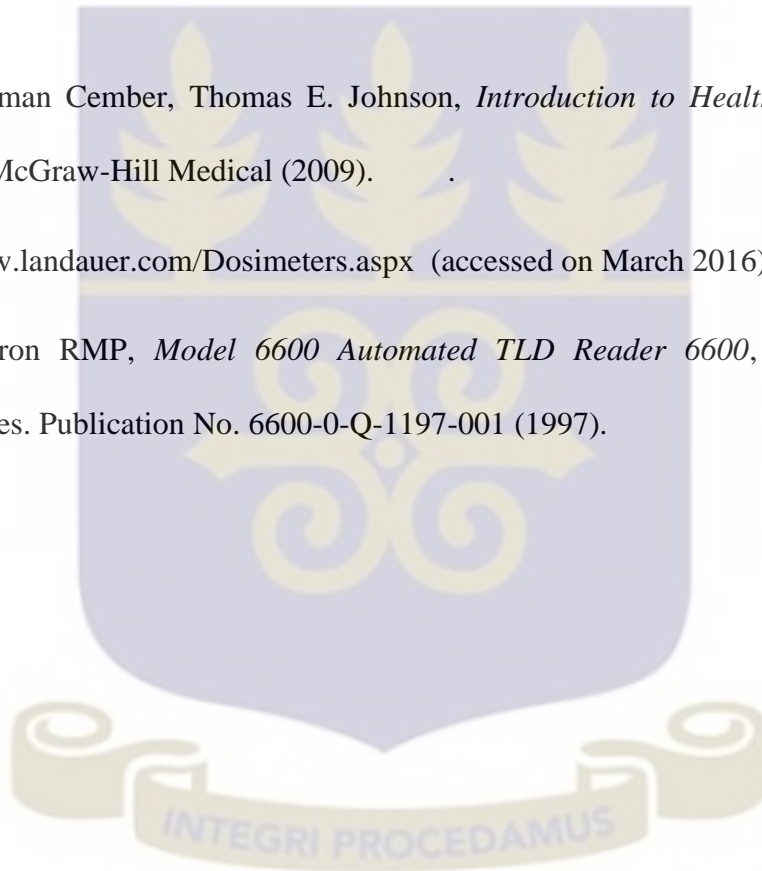 man Cember, Thomas E. Johnson, Introduction to Healt
McGraw-Hill Medical (2009). .
w.landauer.com/Dosimeters.aspx (accessed on March 2016)
ron RMP, Model 6600 Automated TLD Reader 6600,
es. Publication No. 6600-0-Q-1197-001 (1997).
INTEGRI PROCEDAMUS